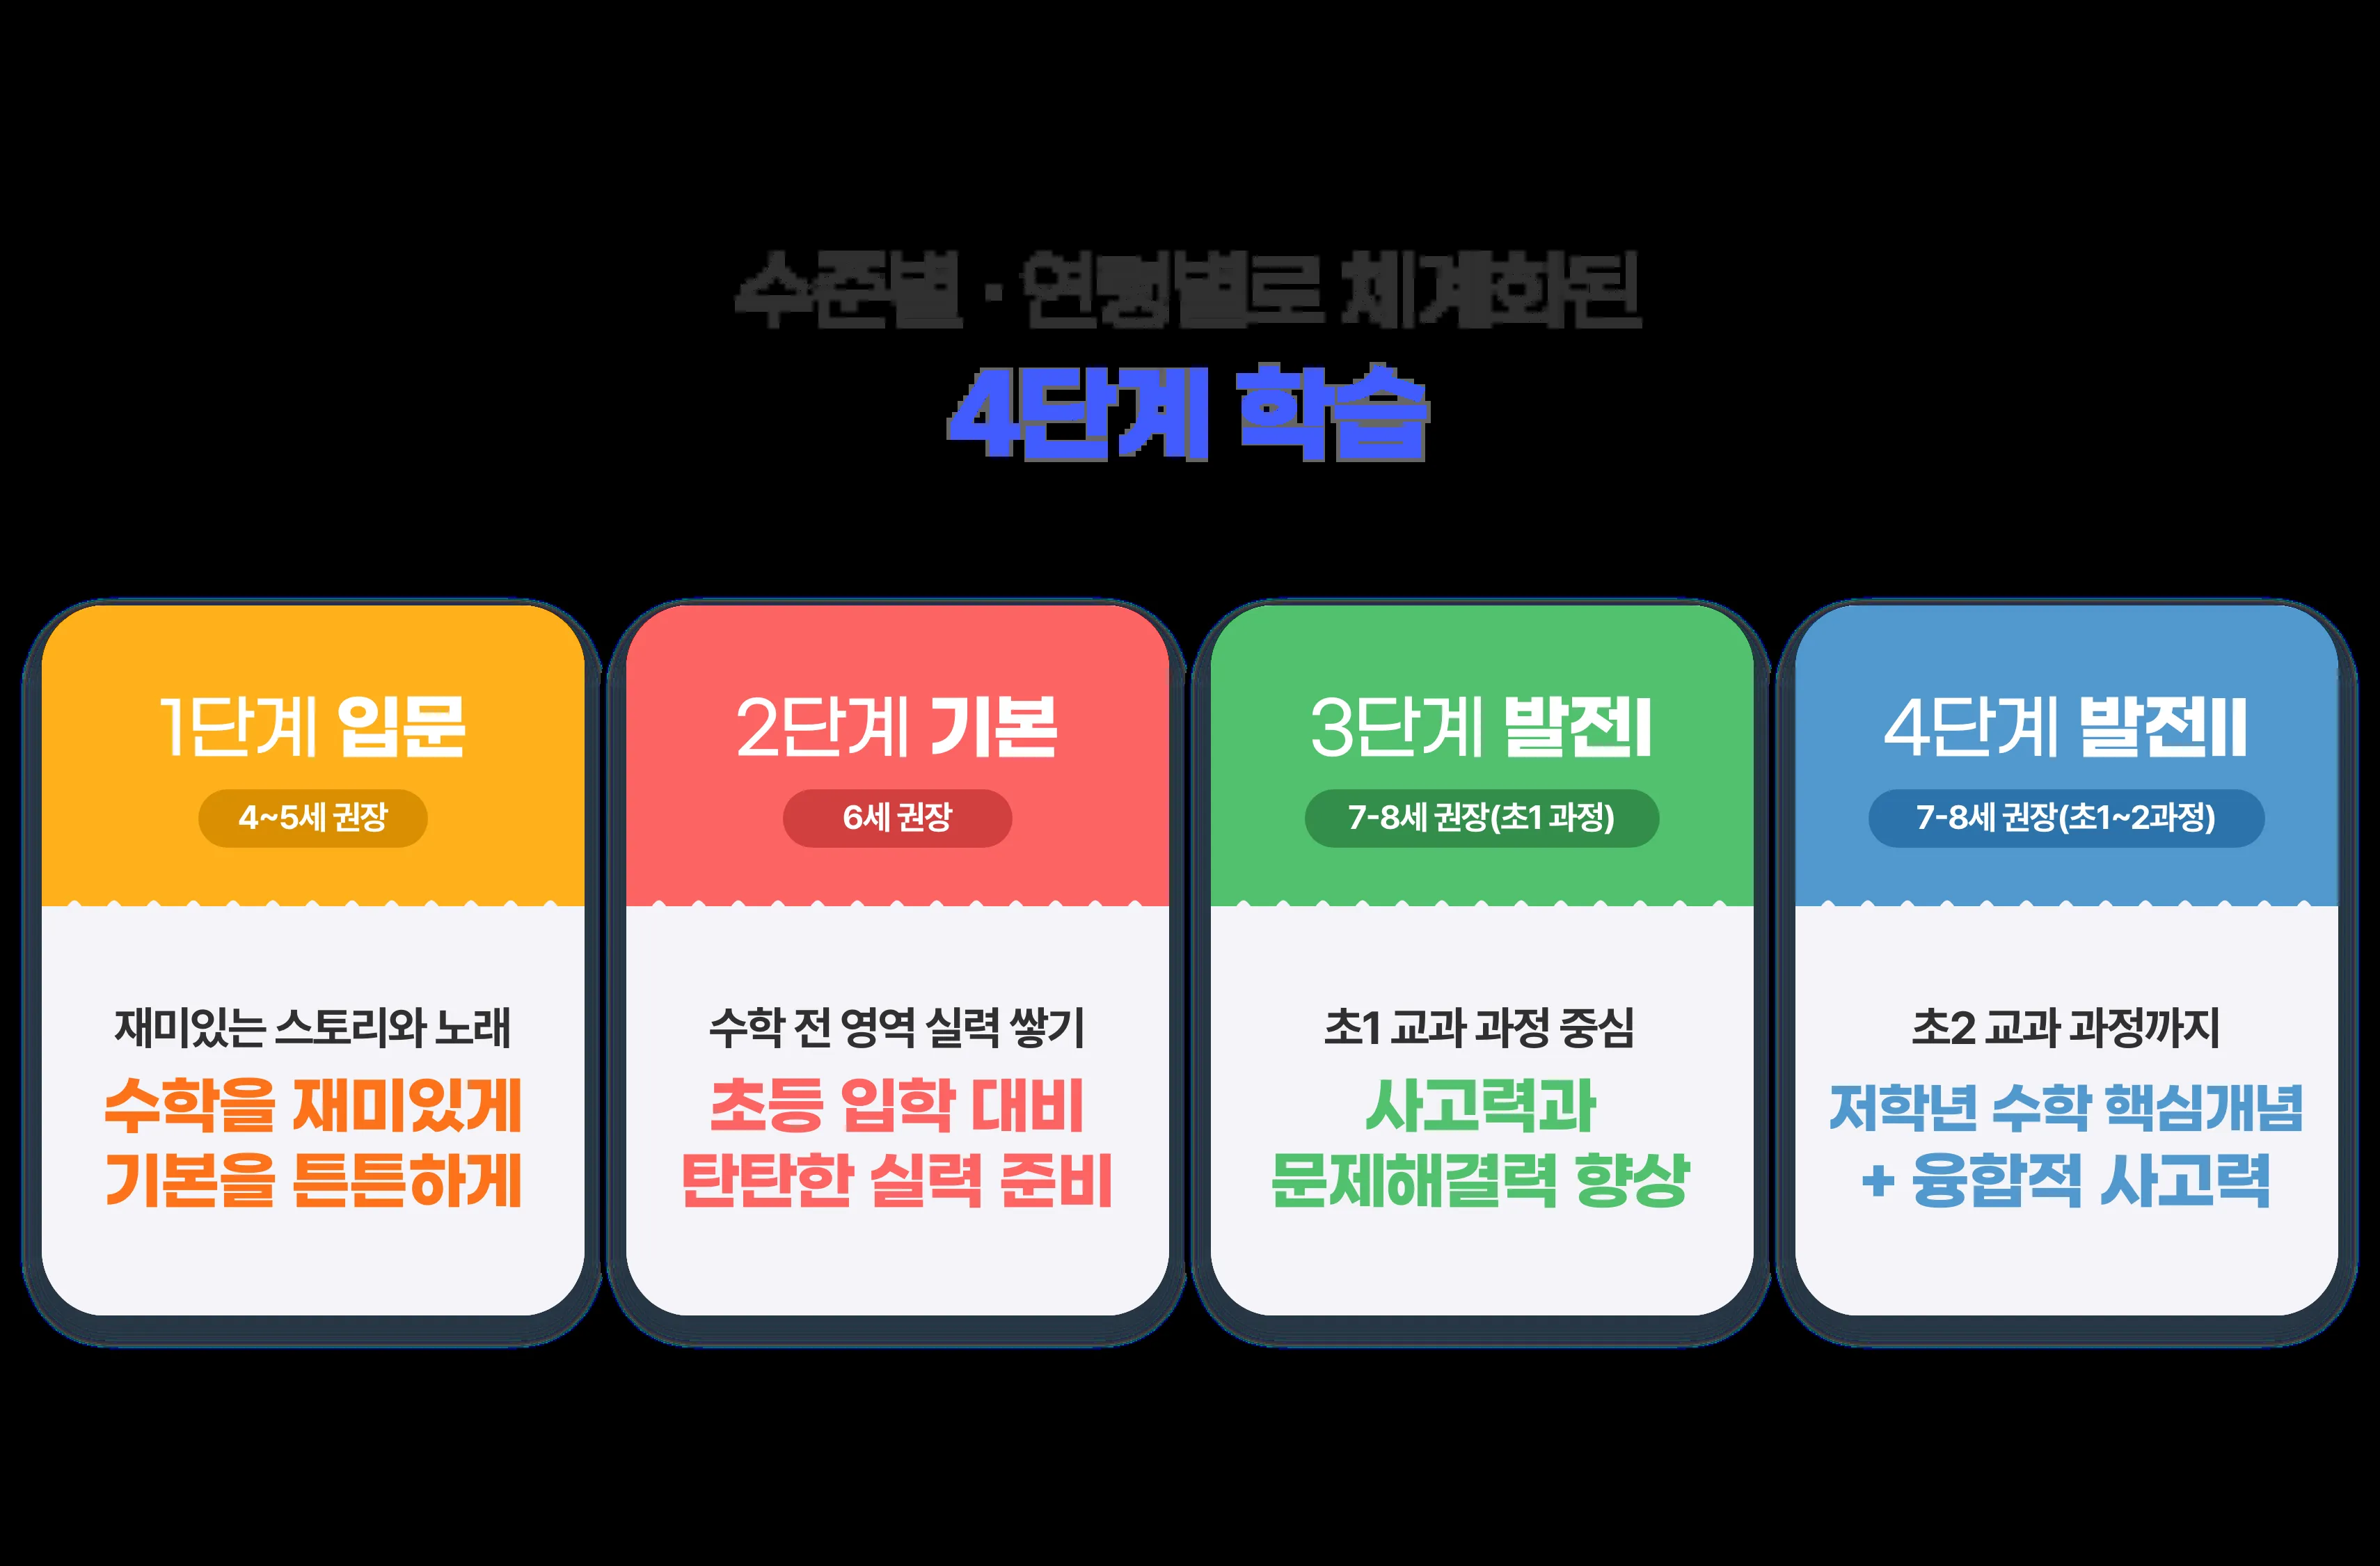 수준별 · 연령별로 체계화된
4단계 학습
1단계 입문
4~5세 권장
재미있는 스토리와 노래
수학을 재미있게
기본을 튼튼하게
2단계 기본
6세 권장
수학 전 영역 실력 쌓기
초등 입학 대비
탄탄한 실력 준비
3단계 발전I
7-8세 권장(초1 과정)
초1 교과 과정 중심
사고력과
문제해결력 향상
4단계 발전II
7-8세 권장(초1~2과정)
초2 교과 과정까지
저학년 수학 핵심개념
+ 융합적 사고력